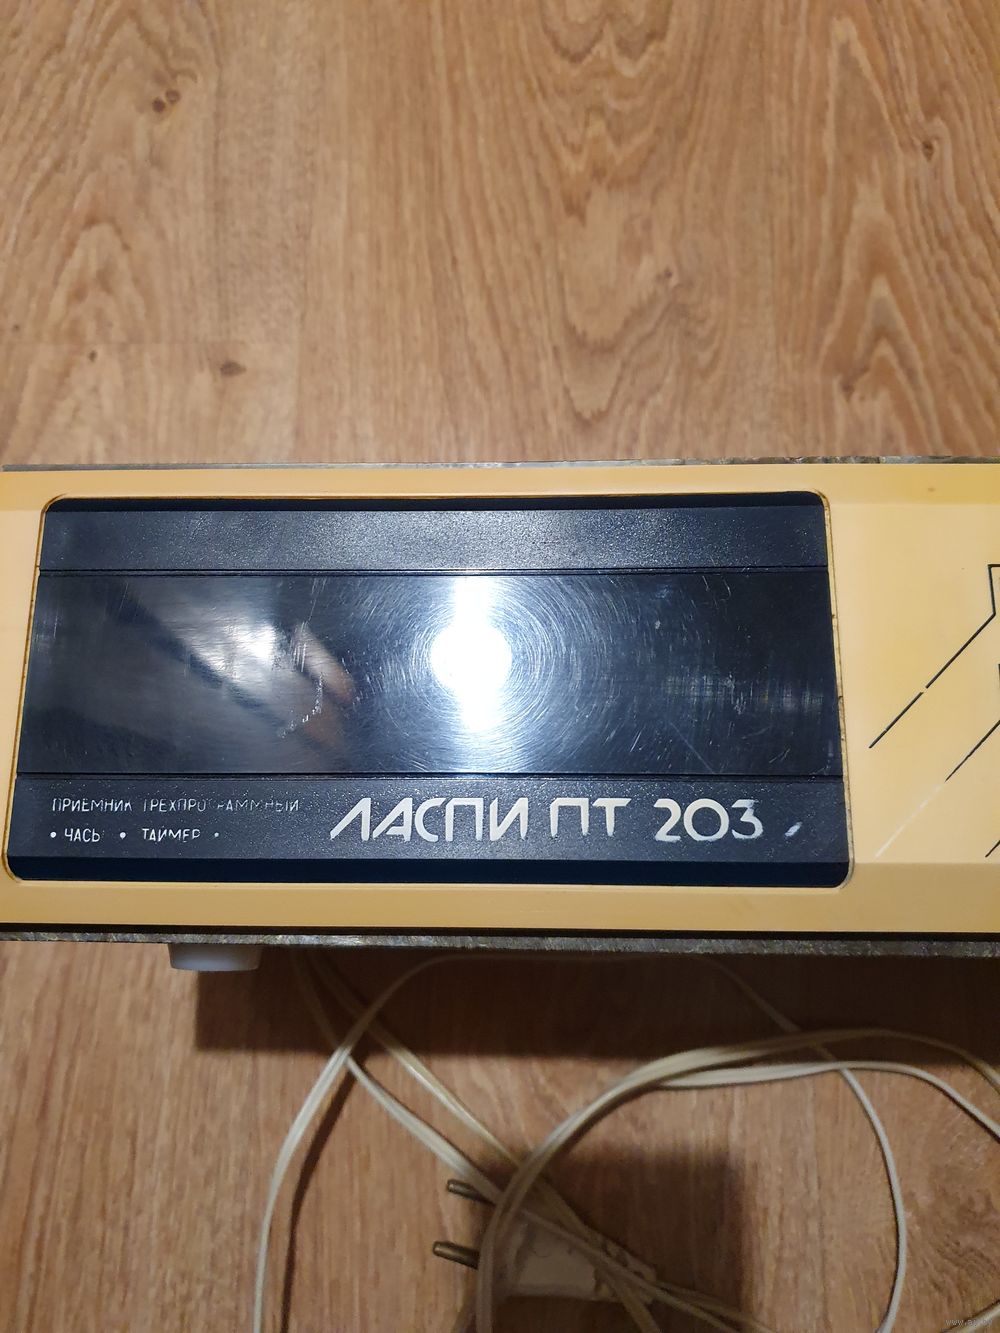 ПРИЕМНИК ТРЕХПРОГРАММНЫЙ
• ЧАСЫ • ТАЙМЕР •
ЛАСПИ ПТ 203